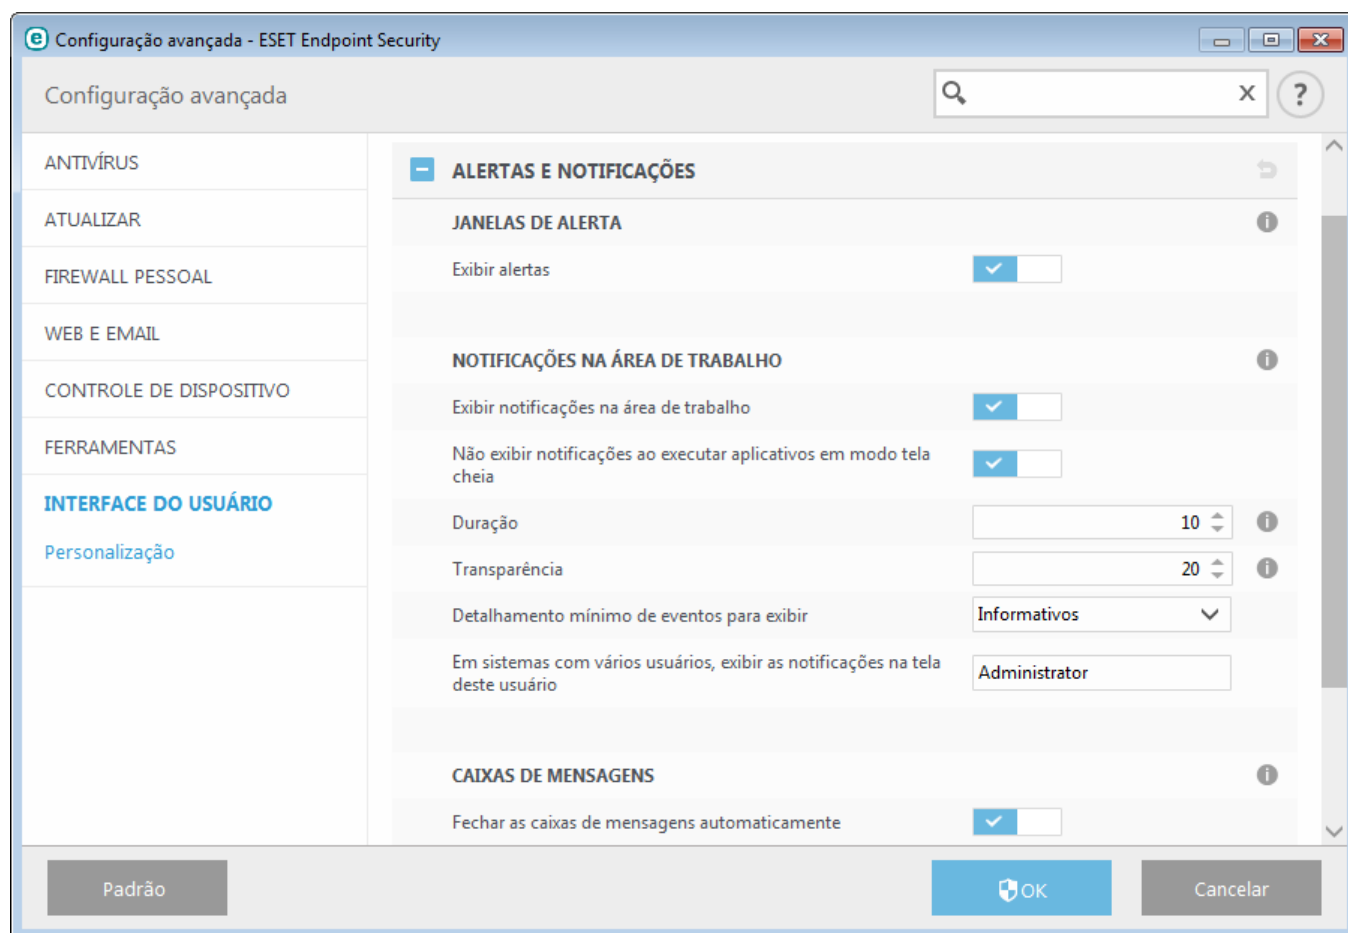 Configuração avançada - ESET Endpoint Security
Configuração avançada
x
?
ANTIVÍRUS
ATUALIZAR
FIREWALL PESSOAL
WEB E EMAIL
CONTROLE DE DISPOSITIVO
FERRAMENTAS
INTERFACE DO USUÁRIO
Personalização
ALERTAS E NOTIFICAÇÕES
JANELAS DE ALERTA
Exibir alertas
NOTIFICAÇÕES NA ÁREA DE TRABALHO
Exibir notificações na área de trabalho
Não exibir notificações ao executar aplicativos em modo tela
cheia
Duração 10
Transparência 20
Detalhamento mínimo de eventos para exibir Informativos
Em sistemas com vários usuários, exibir as notificações na tela
deste usuário
Administrator
CAIXAS DE MENSAGENS
Fechar as caixas de mensagens automaticamente
Padrão
OK
Cancelar